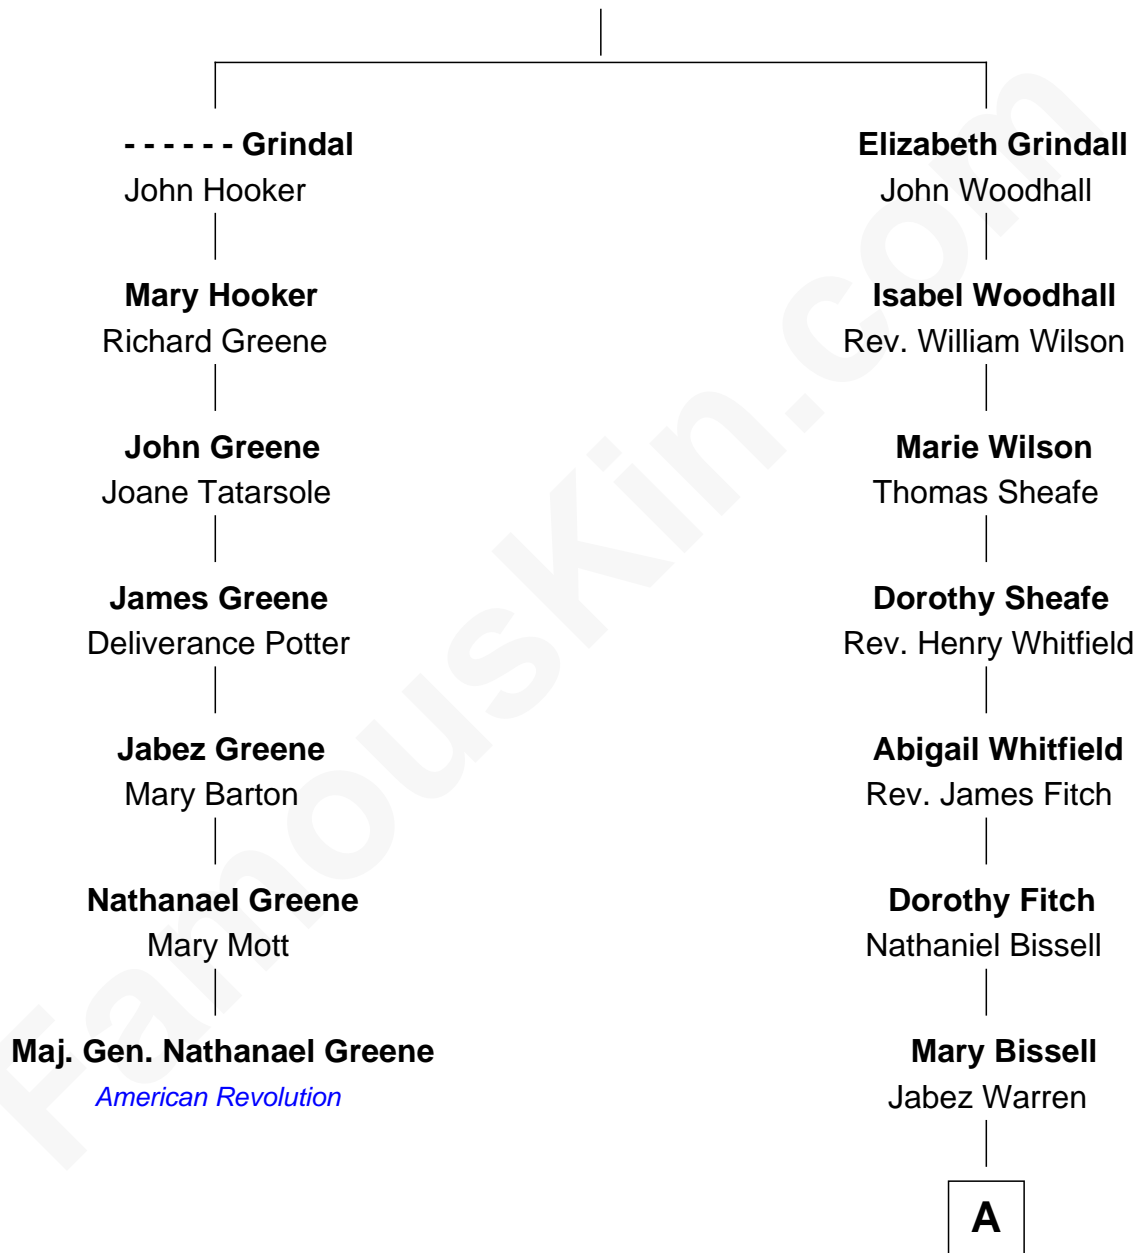 - - - - - - Grindal
John Hooker
Mary Hooker
Richard Greene
John Greene
Joane Tatarsole
James Greene
Deliverance Potter
Jabez Greene
Mary Barton
Nathanael Greene
Mary Mott
Maj. Gen. Nathanael Greene
American Revolution
Elizabeth Grindall
John Woodhall
Isabel Woodhall
Rev. William Wilson
Marie Wilson
Thomas Sheafe
Dorothy Sheafe
Rev. Henry Whitfield
Abigail Whitfield
Rev. James Fitch
Dorothy Fitch
Nathaniel Bissell
Mary Bissell
Jabez Warren
A
FamousKin.com